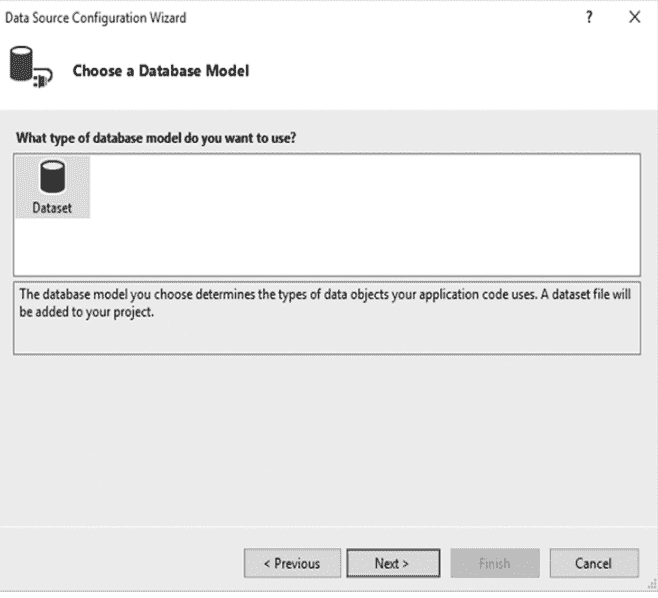 Data Source Configuration Wizard
?
Choose a Database Model
What type of database model do you want to use?
Dataset
The database model you choose determines the types of data objects your application code uses. A dataset file will
be added to your project.
< Previous Next > Finish Cancel